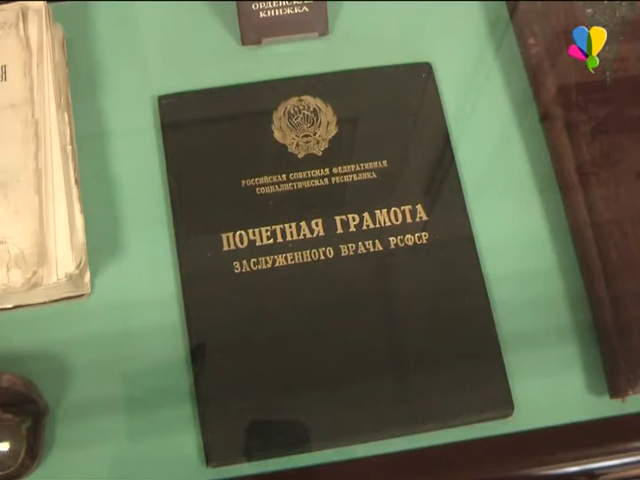 ОРДЕНСКАЯ
КНИЖКА
РОССИЙСКАЯ СОВЕТСКАЯ ФЕДЕРАТИВНАЯ
СОЦИАЛИСТИЧЕСКАЯ РЕСПУБЛИКА
ПОЧЕТНАЯ ГРАМОТА
ЗАСЛУЖЕННОГО ВРАЧА РСФСР